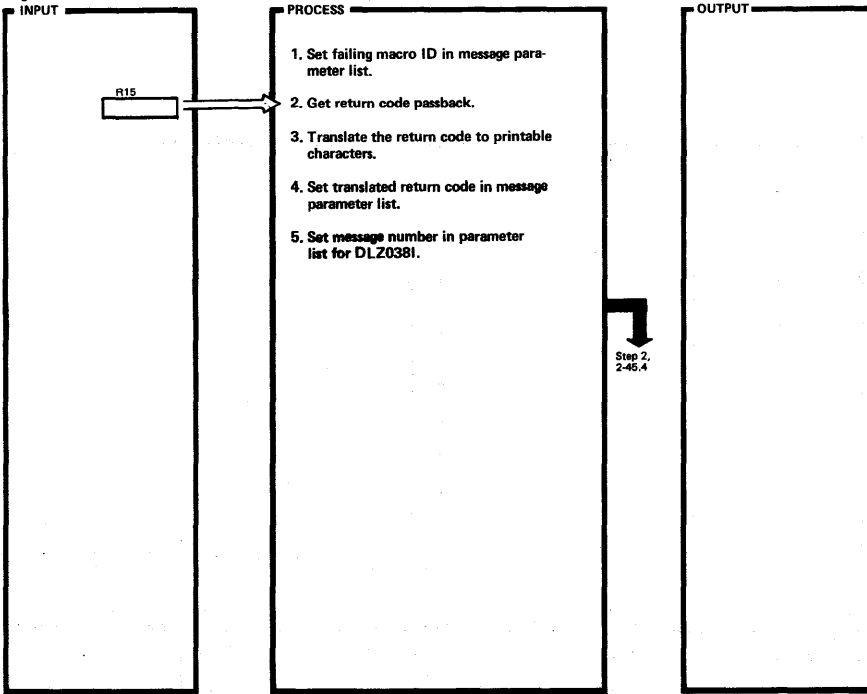 INPUT
PROCESS
OUTPUT
1. Set failing macro ID in message para-
meter list.
R15
2. Get return code passback.
3. Translate the return code to printable
characters.
4. Set translated return code in message
parameter list.
5. Set message number in parameter
list for DLZ038I.
Step 2,
2-45.4